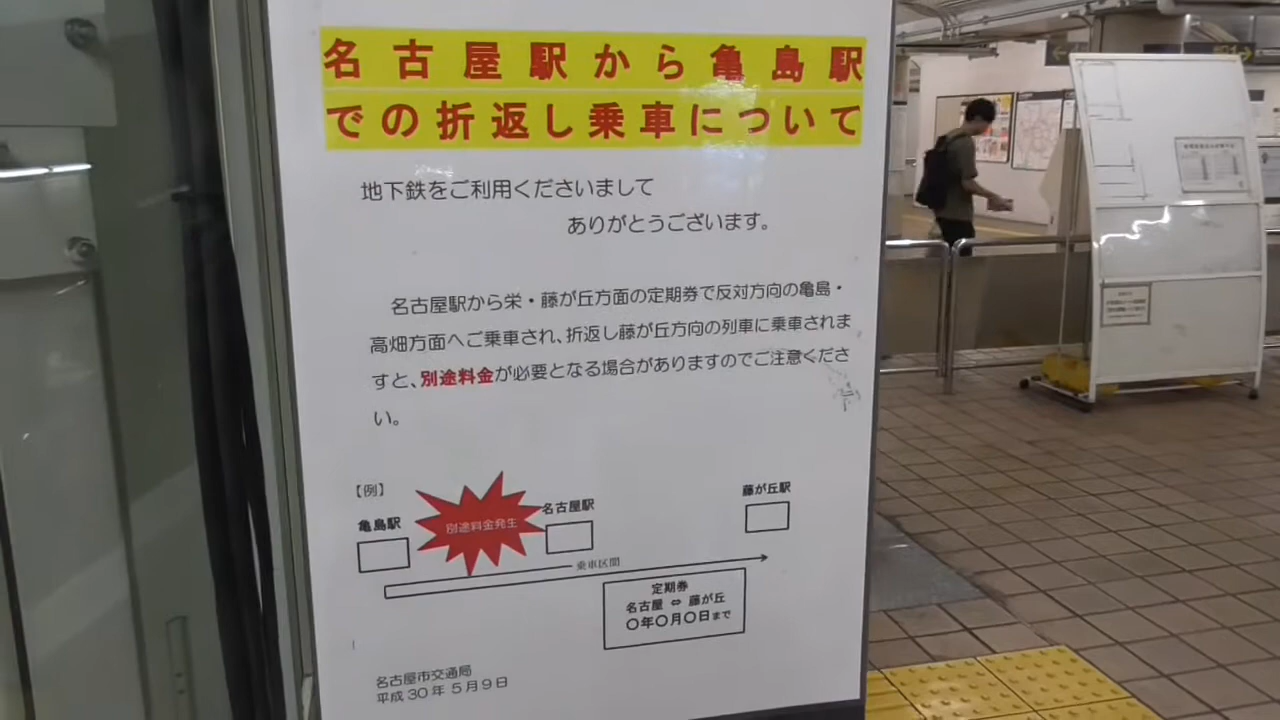 名古屋駅から亀島駅
での折返し乗車について
地下鉄をご利用くださいまして
ありがとうございます。
名古屋駅から栄・藤が丘方面の定期券で反対方向の亀島・
高畑方面へご乗車され、折返し藤が丘方向の列車に乗車されま
すと、別途料金が必要となる場合がありますのでご注意くださ
い。
【例】
亀島駅
別途料金発生
名古屋駅
藤が丘駅
乗車区間
定期券
名古屋 ⇔ 藤が丘
〇年〇月〇日まで
名古屋市交通局
平成30年5月9日